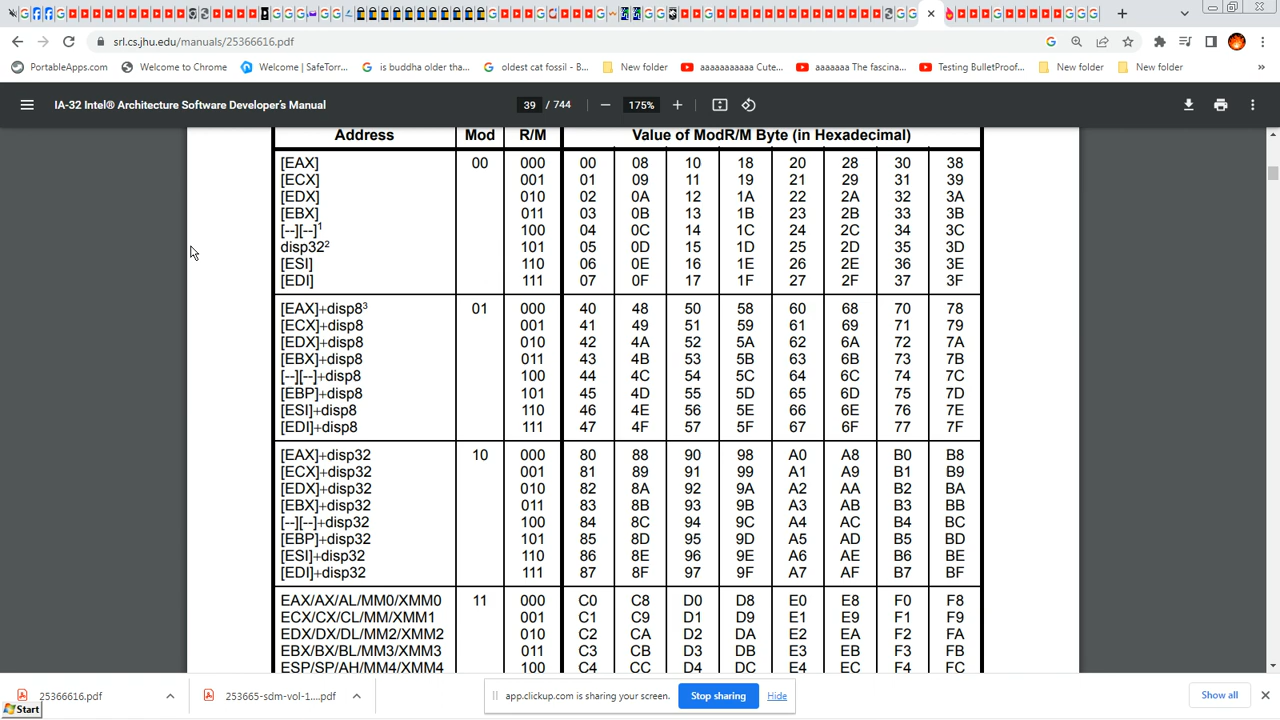 srl.cs.jhu.edu/manuals/25366616.pdf
PortableApps.com Welcome to Chrome Welcome | SafeTorr... is buddha older tha... oldest cat fossil - B... New folder aaaaaaaaaa Cute... aaaaaaa The fascina... Testing BulletProof... New folder New folder »
IA-32 Intel® Architecture Software Developer's Manual 39 / 744 175%
Address Mod R/M Value of ModR/M Byte (in Hexadecimal)
[EAX] 00 000 00 08 10 18 20 28 30 38
[ECX] 001 01 09 11 19 21 29 31 39
[EDX] 010 02 0A 12 1A 22 2A 32 3A
[EBX] 011 03 0B 13 1B 23 2B 33 3B
[--][--]¹ 100 04 0C 14 1C 24 2C 34 3C
disp32² 101 05 0D 15 1D 25 2D 35 3D
[ESI] 110 06 0E 16 1E 26 2E 36 3E
[EDI] 111 07 0F 17 1F 27 2F 37 3F
[EAX]+disp8³ 01 000 40 48 50 58 60 68 70 78
[ECX]+disp8 001 41 49 51 59 61 69 71 79
[EDX]+disp8 010 42 4A 52 5A 62 6A 72 7A
[EBX]+disp8 011 43 4B 53 5B 63 6B 73 7B
[--][--]+disp8 100 44 4C 54 5C 64 6C 74 7C
[EBP]+disp8 101 45 4D 55 5D 65 6D 75 7D
[ESI]+disp8 110 46 4E 56 5E 66 6E 76 7E
[EDI]+disp8 111 47 4F 57 5F 67 6F 77 7F
[EAX]+disp32 10 000 80 88 90 98 A0 A8 B0 B8
[ECX]+disp32 001 81 89 91 99 A1 A9 B1 B9
[EDX]+disp32 010 82 8A 92 9A A2 AA B2 BA
[EBX]+disp32 011 83 8B 93 9B A3 AB B3 BB
[--][--]+disp32 100 84 8C 94 9C A4 AC B4 BC
[EBP]+disp32 101 85 8D 95 9D A5 AD B5 BD
[ESI]+disp32 110 86 8E 96 9E A6 AE B6 BE
[EDI]+disp32 111 87 8F 97 9F A7 AF B7 BF
EAX/AX/AL/MM0/XMM0 11 000 C0 C8 D0 D8 E0 E8 F0 F8
ECX/CX/CL/MM/XMM1 001 C1 C9 D1 D9 E1 E9 F1 F9
EDX/DX/DL/MM2/XMM2 010 C2 CA D2 DA E2 EA F2 FA
EBX/BX/BL/MM3/XMM3 011 C3 CB D3 DB E3 EB F3 FB
ESP/SP/AH/MM4/XMM4 100 C4 CC D4 DC E4 EC F4 FC
25366616.pdf 253665-sdm-vol-1....pdf app.clickup.com is sharing your screen. Stop sharing Hide Show all
Start